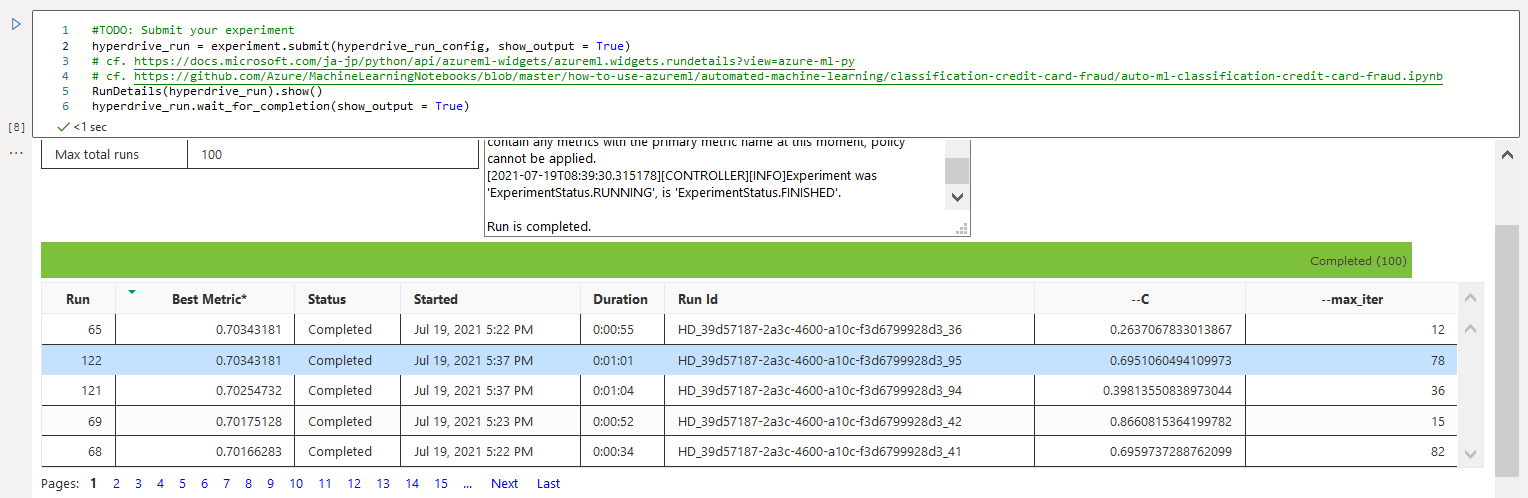 1 #TODO: Submit your experiment
2 hyperdrive_run = experiment.submit(hyperdrive_run_config, show_output = True)
3 # cf. https://docs.microsoft.com/ja-jp/python/api/azureml-widgets/azureml.widgets.rundetails?view=azure-ml-py
4 # cf. https://github.com/Azure/MachineLearningNotebooks/blob/master/how-to-use-azureml/automated-machine-learning/classification-credit-card-fraud/auto-ml-classification-credit-card-fraud.ipynb
5 RunDetails(hyperdrive_run).show()
6 hyperdrive_run.wait_for_completion(show_output = True)
[8] <1 sec
Max total runs 100
contain any metrics with the primary metric name at this moment, policy
cannot be applied.
[2021-07-19T08:39:30.315178][CONTROLLER][INFO]Experiment was
'ExperimentStatus.RUNNING', is 'ExperimentStatus.FINISHED'.
Run is completed.
Completed (100)
Run Best Metric* Status Started Duration Run Id --C --max_iter
65 0.70343181 Completed Jul 19, 2021 5:22 PM 0:00:55 HD_39d57187-2a3c-4600-a10c-f3d6799928d3_36 0.2637067833013867 12
122 0.70343181 Completed Jul 19, 2021 5:37 PM 0:01:01 HD_39d57187-2a3c-4600-a10c-f3d6799928d3_95 0.6951060494109973 78
121 0.70254732 Completed Jul 19, 2021 5:37 PM 0:01:04 HD_39d57187-2a3c-4600-a10c-f3d6799928d3_94 0.39813550838973044 36
69 0.70175128 Completed Jul 19, 2021 5:23 PM 0:00:52 HD_39d57187-2a3c-4600-a10c-f3d6799928d3_42 0.8660815364199782 15
68 0.70166283 Completed Jul 19, 2021 5:22 PM 0:00:34 HD_39d57187-2a3c-4600-a10c-f3d6799928d3_41 0.6959737288762099 82
Pages: 1 2 3 4 5 6 7 8 9 10 11 12 13 14 15 ... Next Last